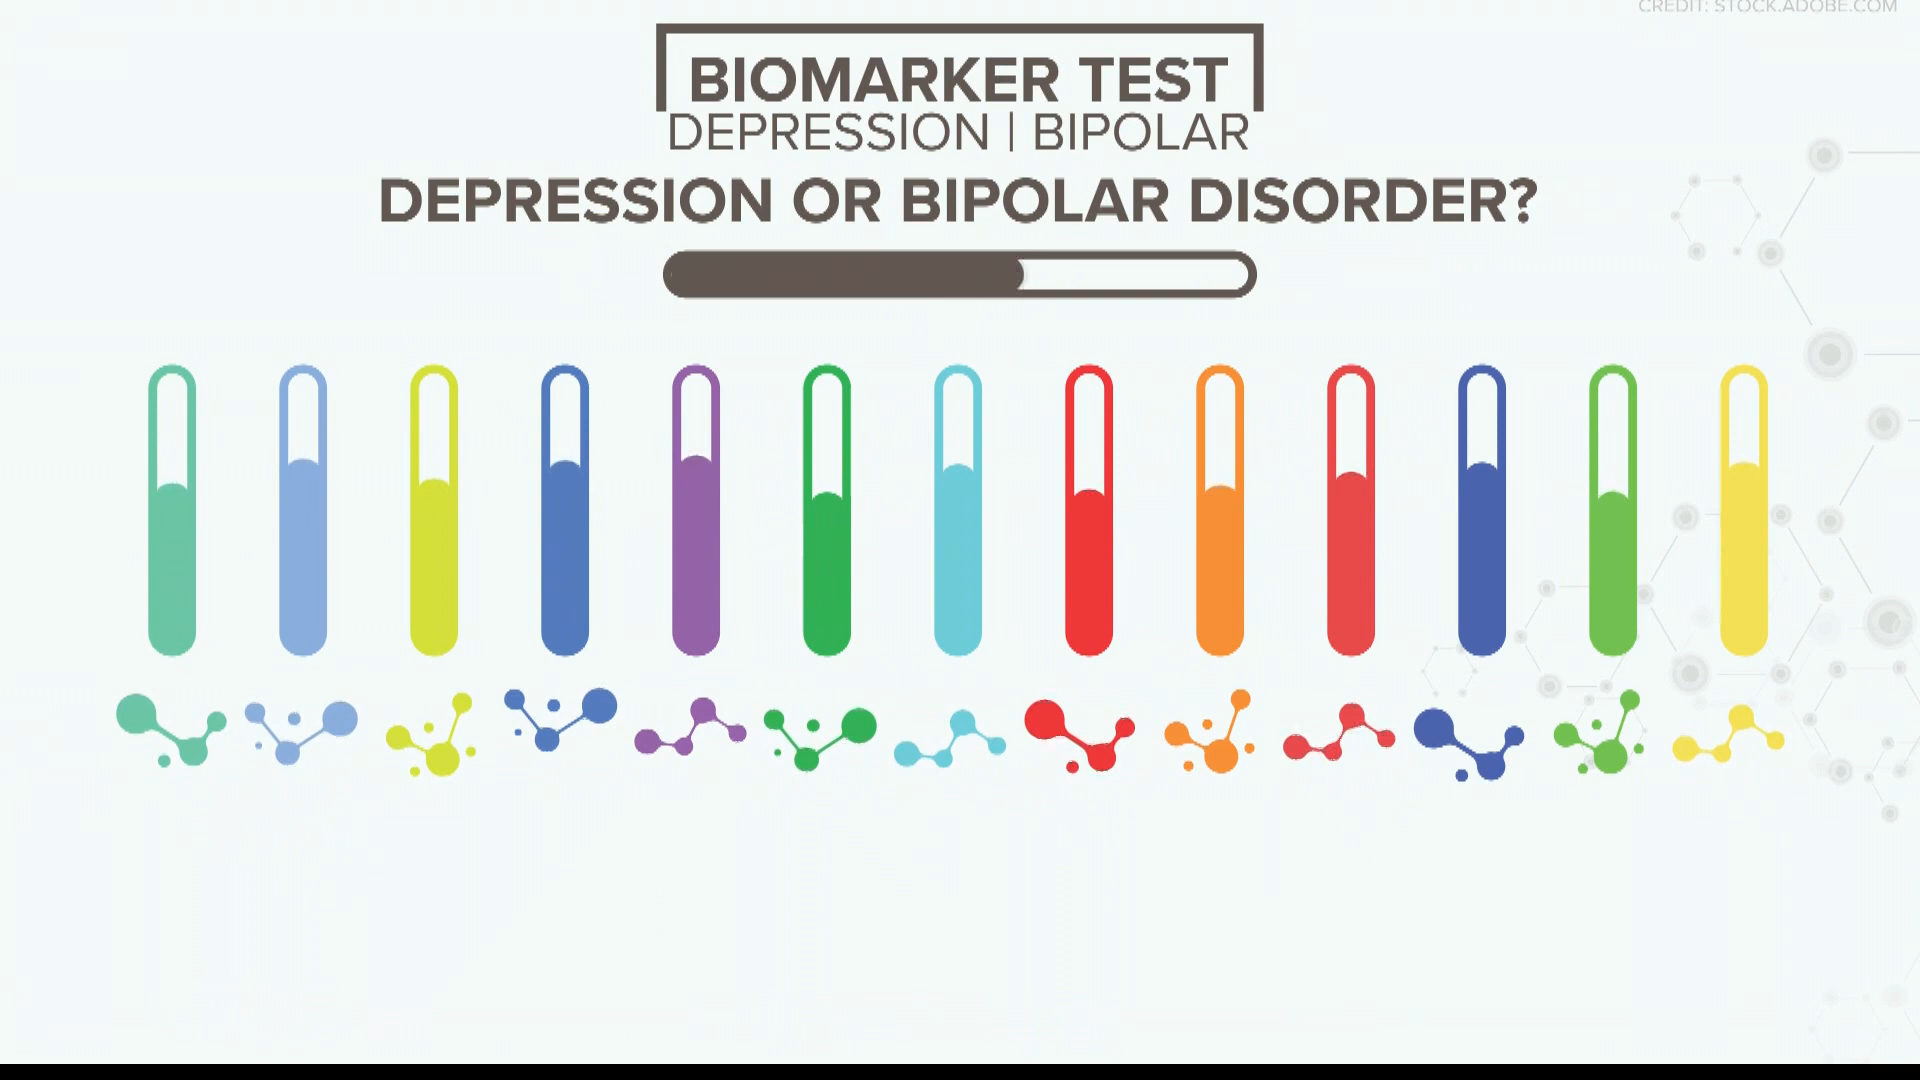 CREDIT: STOCK.ADOBE.COM
BIOMARKER TEST
DEPRESSION | BIPOLAR
DEPRESSION OR BIPOLAR DISORDER?